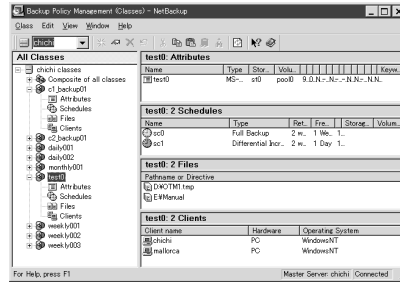 Backup Policy Management (Classes) - NetBackup
Class Edit View Window Help
chichi
All Classes
chichi classes
Composite of all classes
c1_backup01
Attributes
Schedules
Files
Clients
c2_backup01
daily001
daily002
monthly001
test0
Attributes
Schedules
Files
Clients
weekly001
weekly002
weekly003
test0: Attributes
Name Type Stor... Volu... Keyw...
test0 MS-... st0 pool0
test0: 2 Schedules
Name Type Ret... Fre... Storag... Volum...
sc0 Full Backup 2 w... 1 We... 1...
sc1 Differential Incr... 2 w... 1 Day 1...
test0: 2 Files
Pathname or Directive
D:¥OTM1.tmp
E:¥Manual
test0: 2 Clients
Client name Hardware Operating System
chichi PC WindowsNT
mallorca PC WindowsNT
For Help, press F1
Master Server: chichi Connected